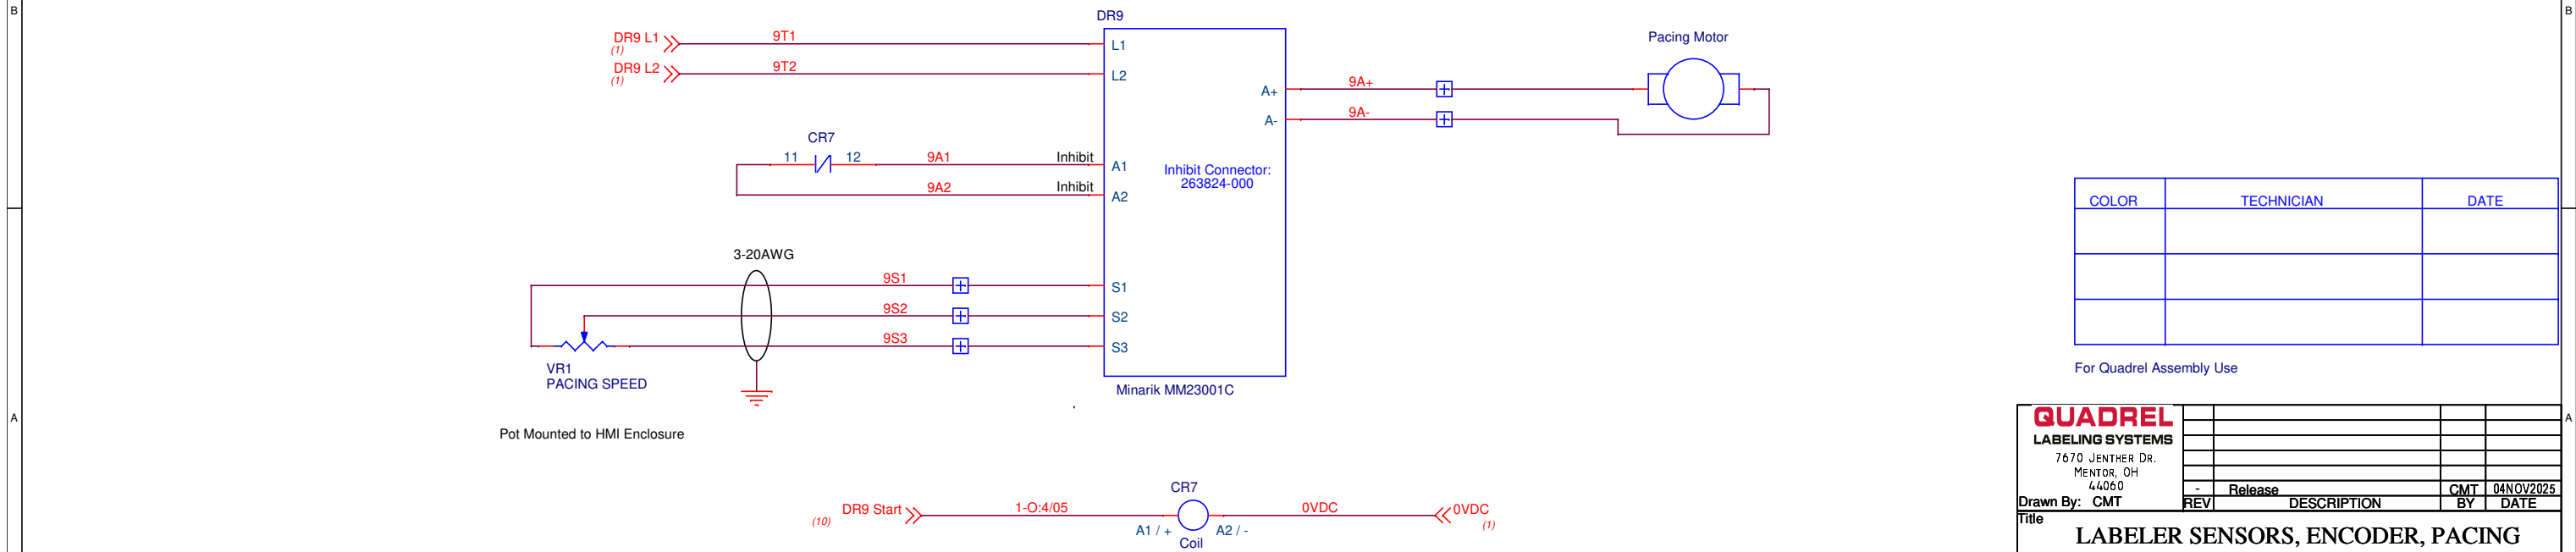 B
B
DR9
DR9 L1
(1)
9T1
L1
DR9 L2
(1)
9T2
L2
Pacing Motor
A+
9A+
A-
9A-
CR7
11
12
9A1
Inhibit
A1
9A2
Inhibit
A2
Inhibit Connector:
263824-000
3-20AWG
9S1
S1
9S2
S2
9S3
S3
VR1
PACING SPEED
Minarik MM23001C
Pot Mounted to HMI Enclosure
COLOR TECHNICIAN DATE
For Quadrel Assembly Use
A
A
CR7
DR9 Start
(10)
1-O:4/05
A1 / +
A2 / -
Coil
0VDC
0VDC
(1)
QUADREL
LABELING SYSTEMS
7670 JENTHER DR.
MENTOR, OH
44060
Drawn By: CMT
- Release CMT 04NOV2025
REV DESCRIPTION BY DATE
Title
LABELER SENSORS, ENCODER, PACING